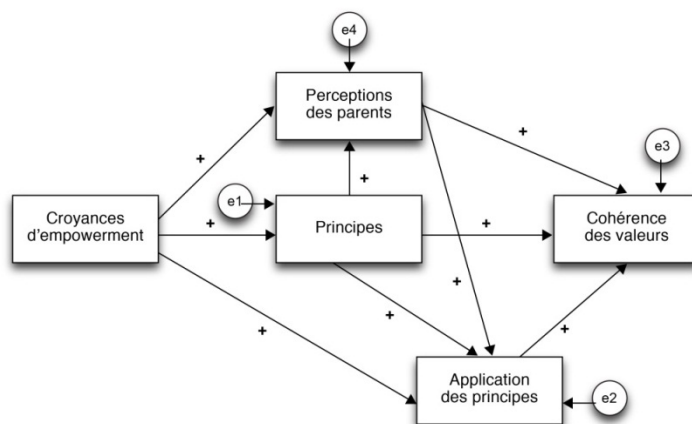 e4
Perceptions
des parents
+
+
e3
+
e1
+
Croyances
d'empowerment
+
Principes
+
Cohérence
des valeurs
+
+
+
+
Application
des principes
e2